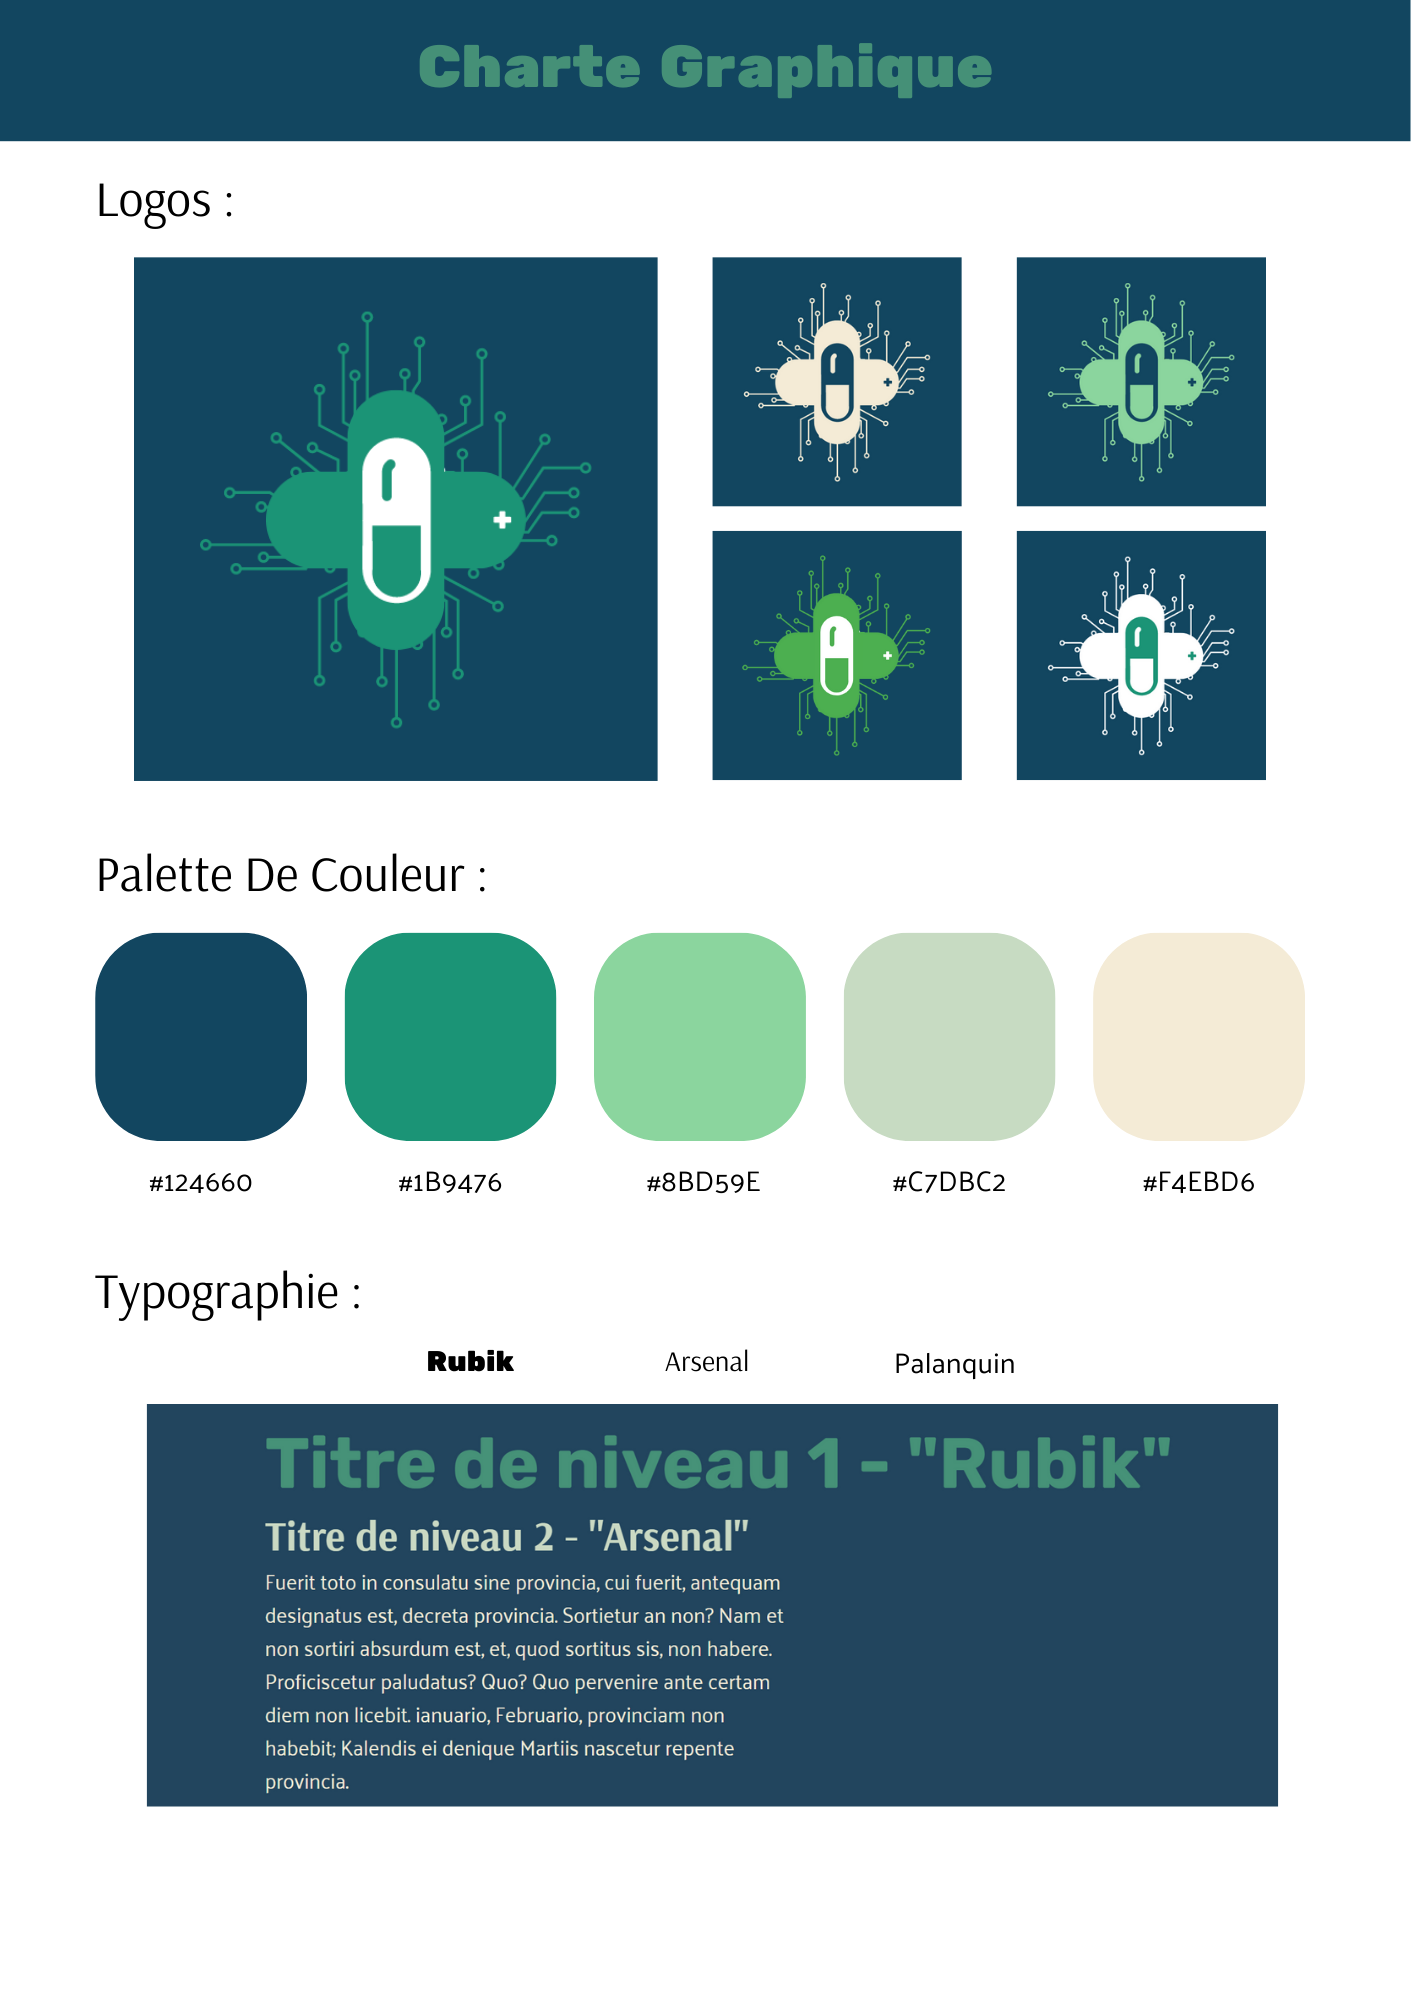 Charte Graphique
Logos :
Palette De Couleur :
#124660
#1B9476
#8BD59E
#C7DBC2
#F4EBD6
Typographie :
Rubik
Arsenal
Palanquin
Titre de niveau 1 - "Rubik"
Titre de niveau 2 - "Arsenal"
Fuerit toto in consulatu sine provincia, cui fuerit, antequam
designatus est, decreta provincia. Sortietur an non? Nam et
non sortiri absurdum est, et, quod sortitus sis, non habere.
Proficiscetur paludatus? Quo? Quo pervenire ante certam
diem non licebit. ianuario, Februario, provinciam non
habebit; Kalendis ei denique Martiis nascetur repente
provincia.